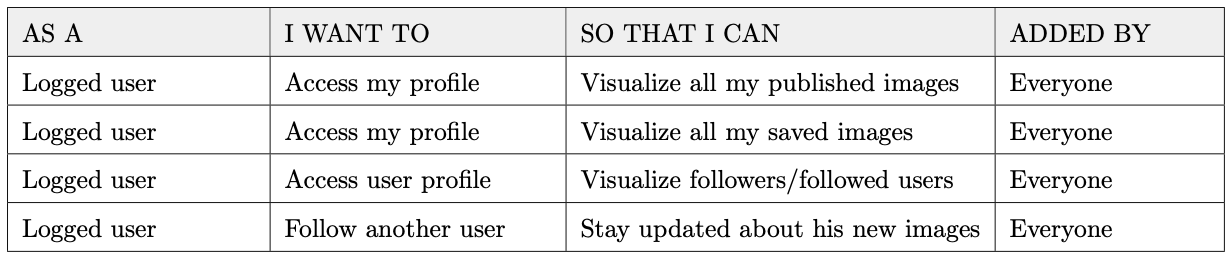 AS A I WANT TO SO THAT I CAN ADDED BY
Logged user Access my profile Visualize all my published images Everyone
Logged user Access my profile Visualize all my saved images Everyone
Logged user Access user profile Visualize followers/followed users Everyone
Logged user Follow another user Stay updated about his new images Everyone